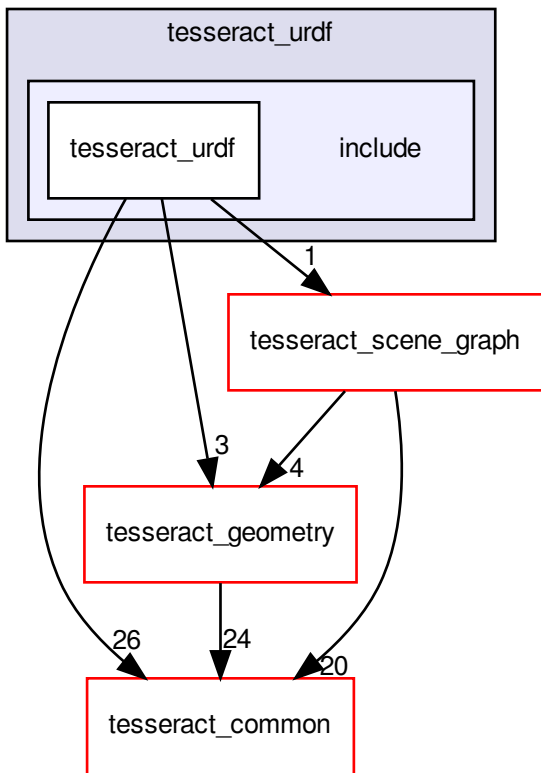 tesseract_urdf
tesseract_urdf
include
1
tesseract_scene_graph
3
4
tesseract_geometry
26
24
20
tesseract_common